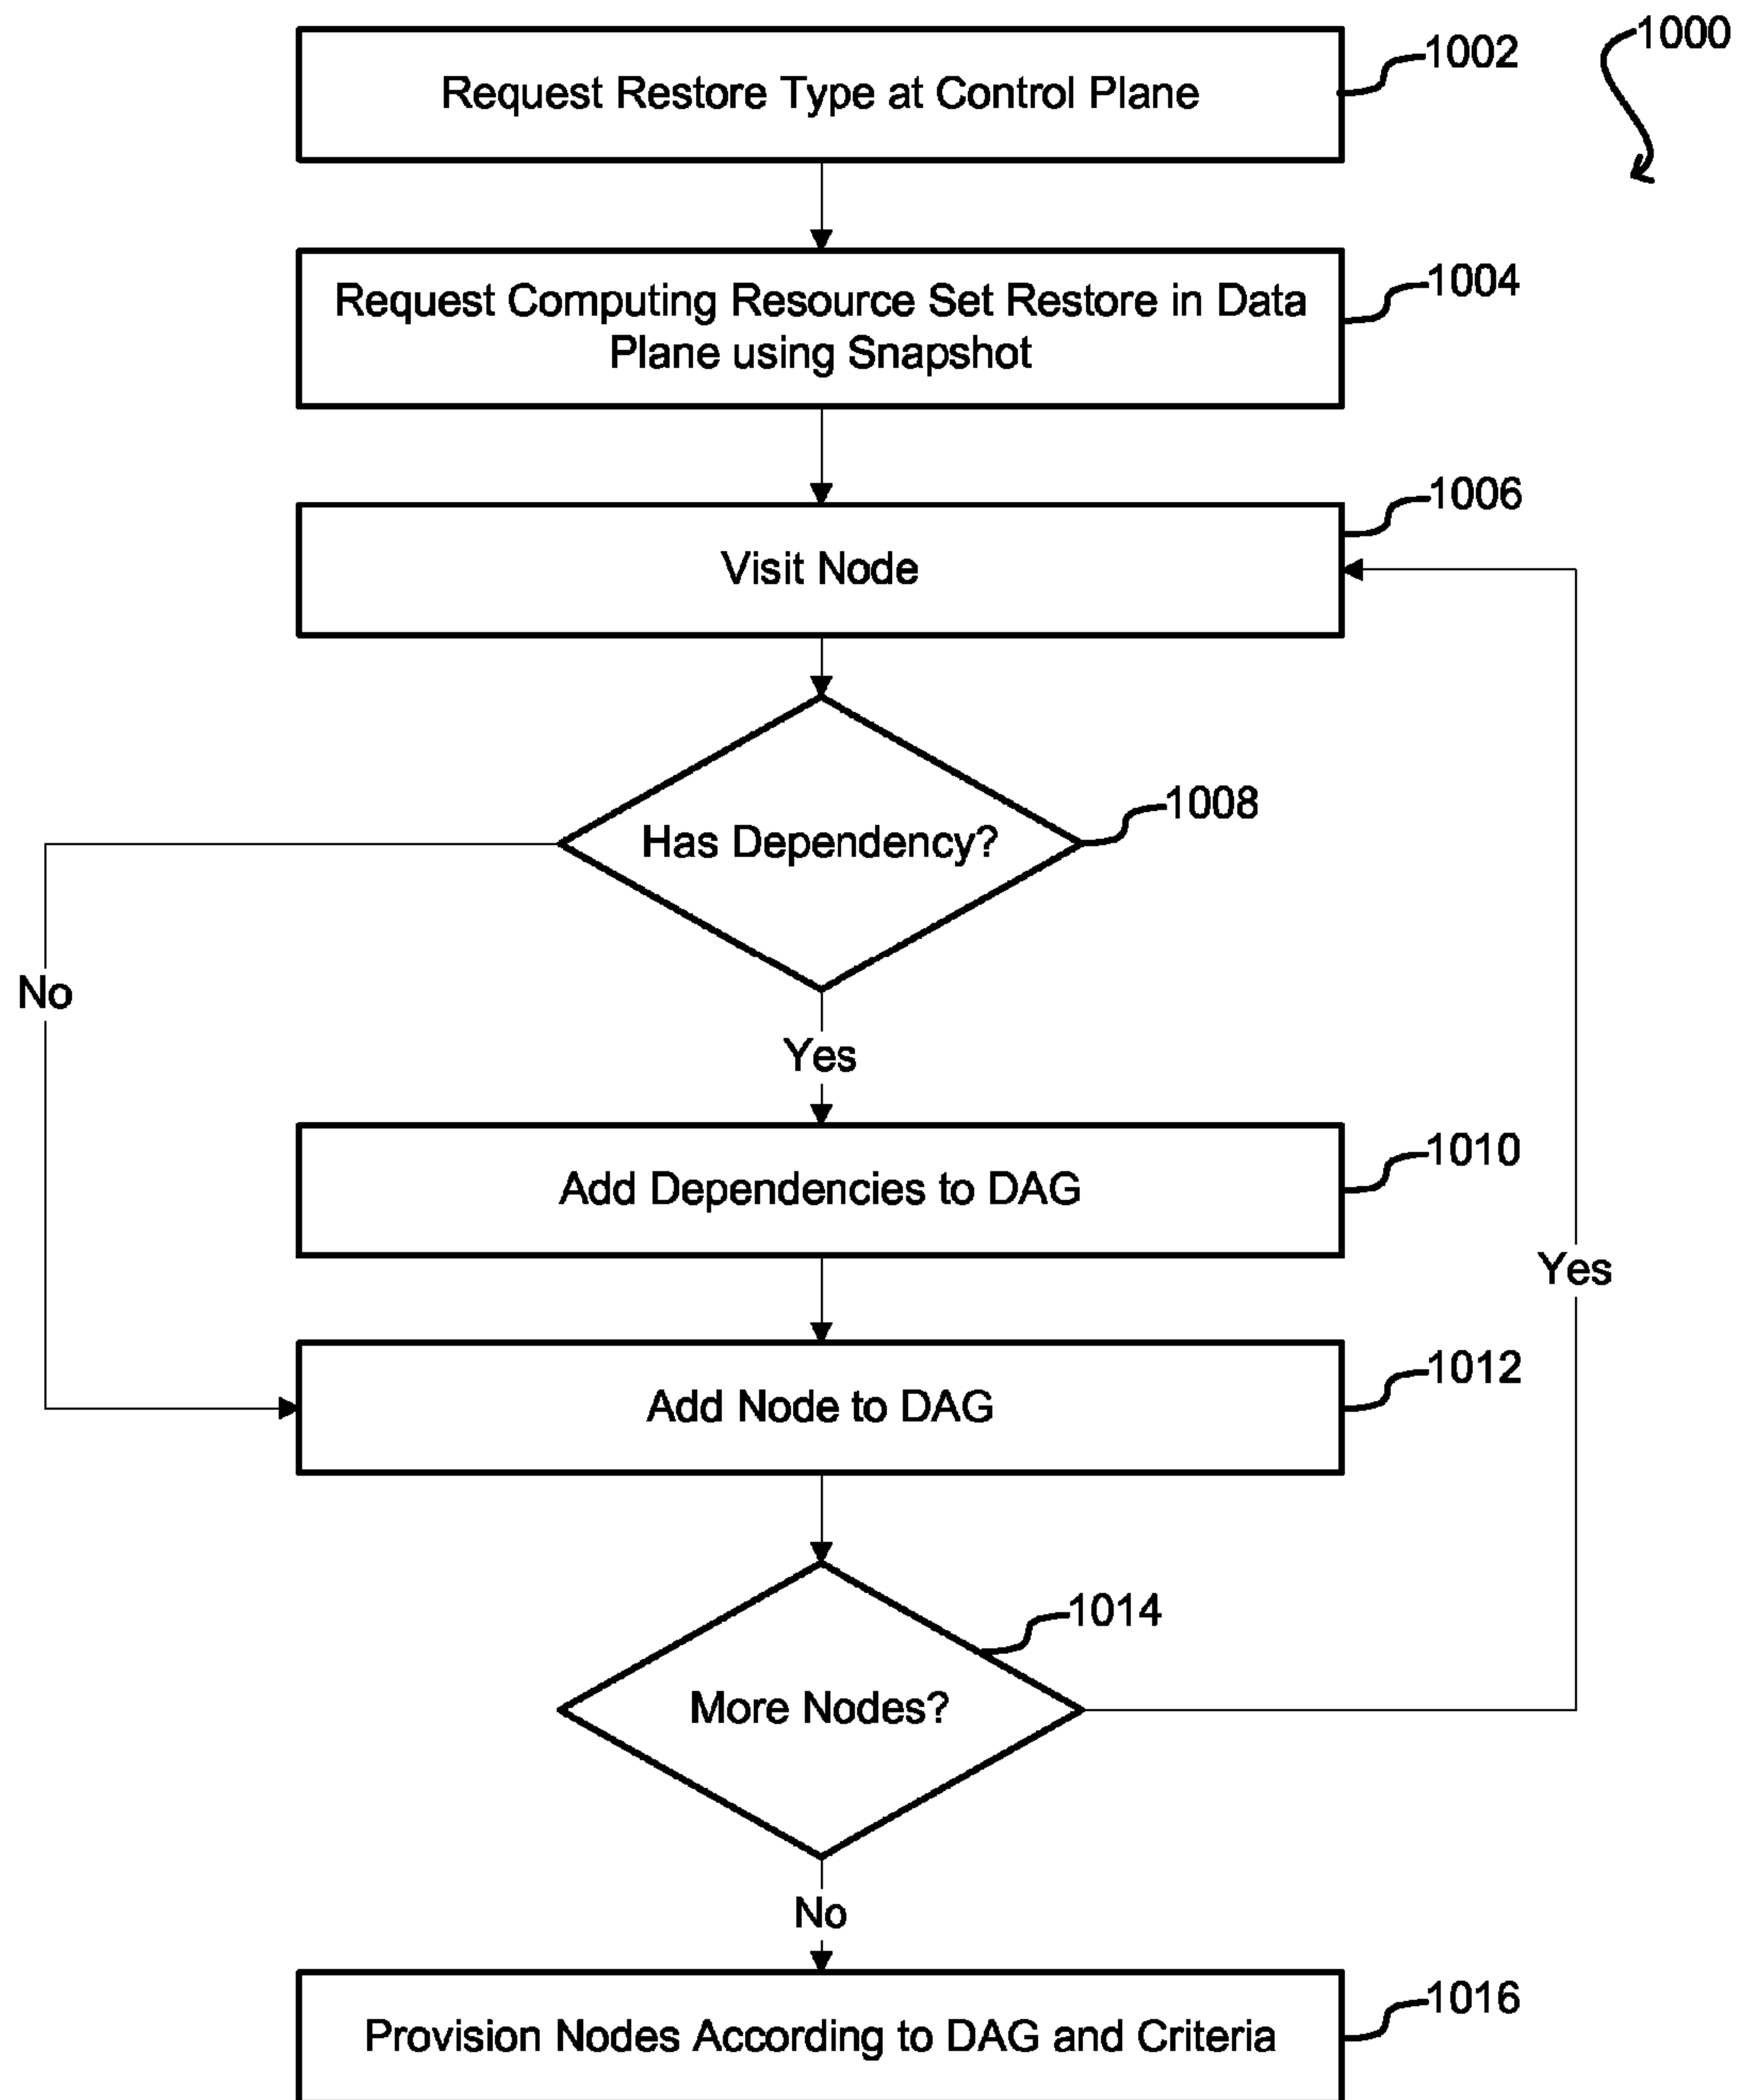 1000
Request Restore Type at Control Plane
1002
Request Computing Resource Set Restore in Data
Plane using Snapshot
1004
Visit Node
1006
Has Dependency?
1008
No
Yes
Add Dependencies to DAG
1010
Yes
Add Node to DAG
1012
More Nodes?
1014
No
Provision Nodes According to DAG and Criteria
1016